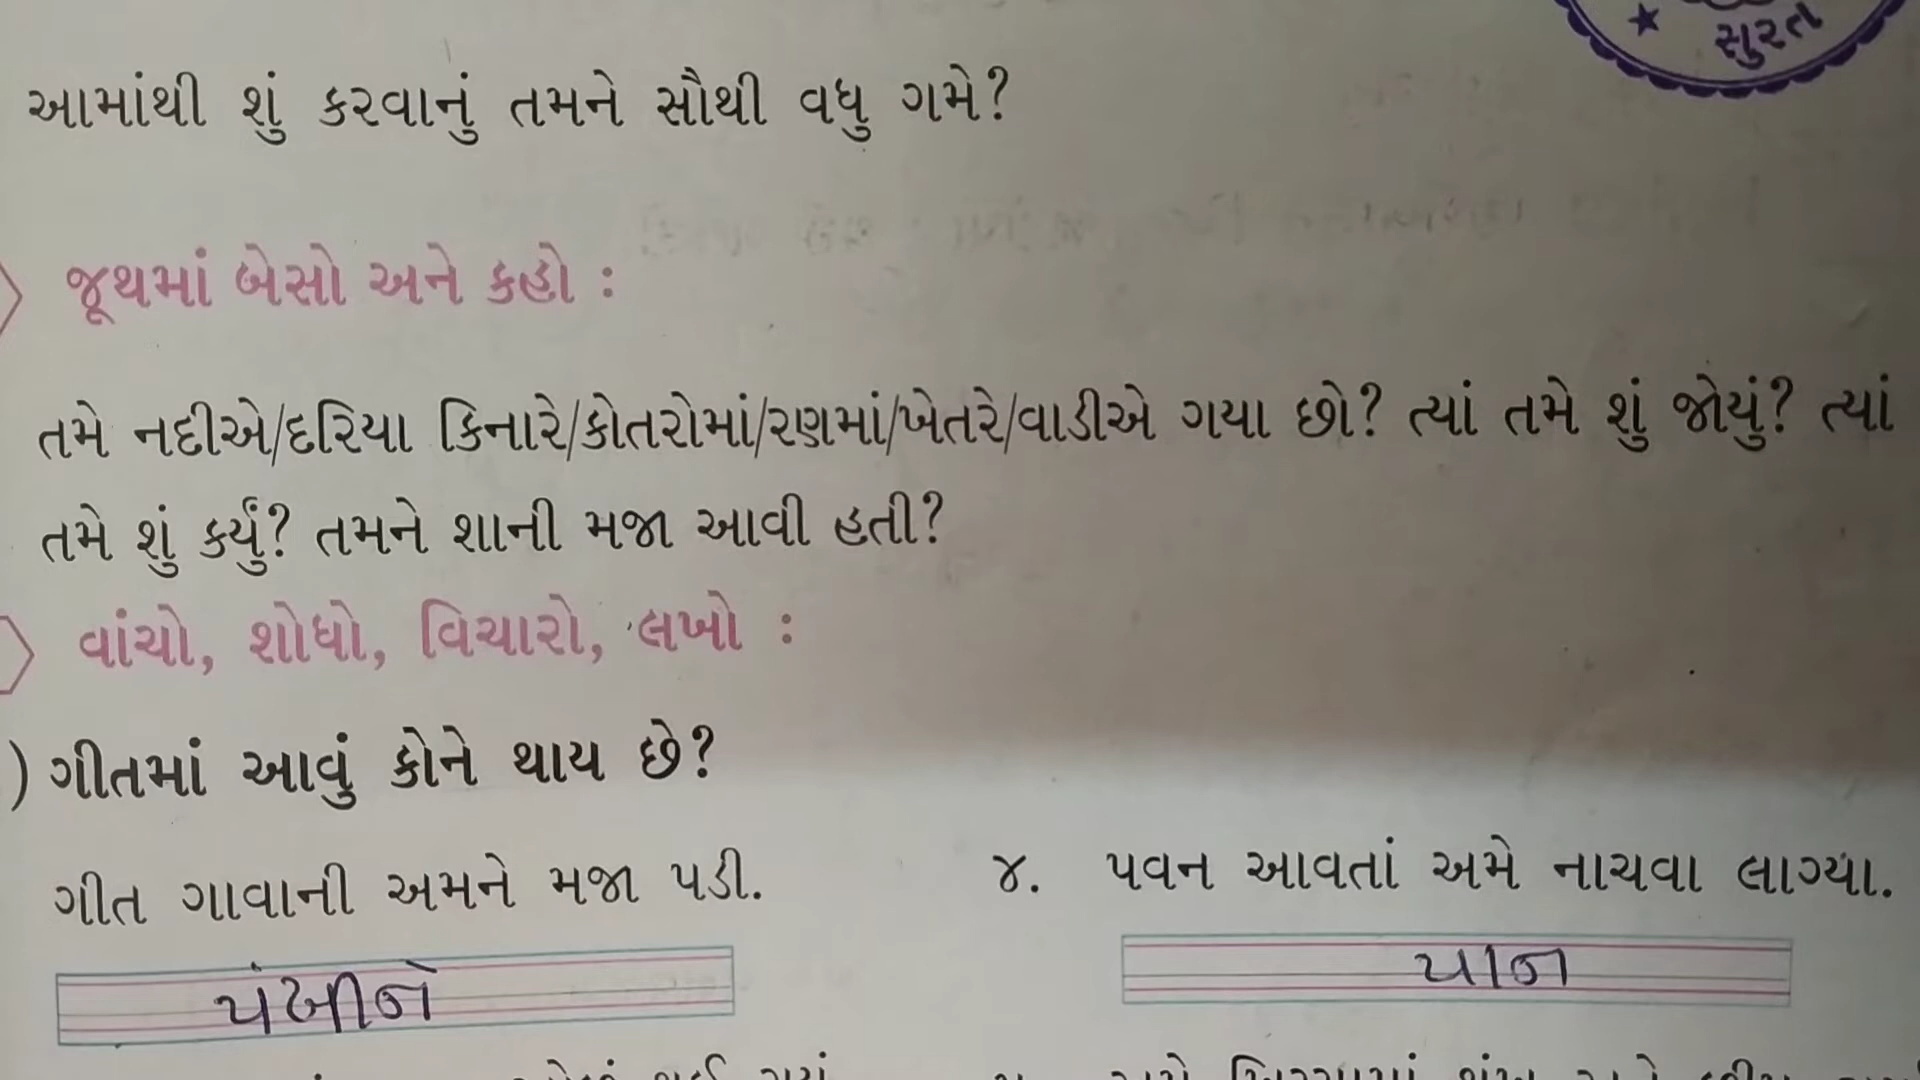 સુરત
આમાંથી શું કરવાનું તમને સૌથી વધુ ગમે?
જૂથમાં બેસો અને કહો :
તમે નદીએ/દરિયા કિનારે/કોતરોમાં/રણમાં/ખેતરે/વાડીએ ગયા છો? ત્યાં તમે શું જોયું? ત્યાં
તમે શું કર્યું? તમને શાની મજા આવી હતી?
વાંચો, શોધો, વિચારો, લખો :
) ગીતમાં આવું કોને થાય છે?
ગીત ગાવાની અમને મજા પડી.
૪. પવન આવતાં અમે નાચવા લાગ્યા.
પંખીને
પાન